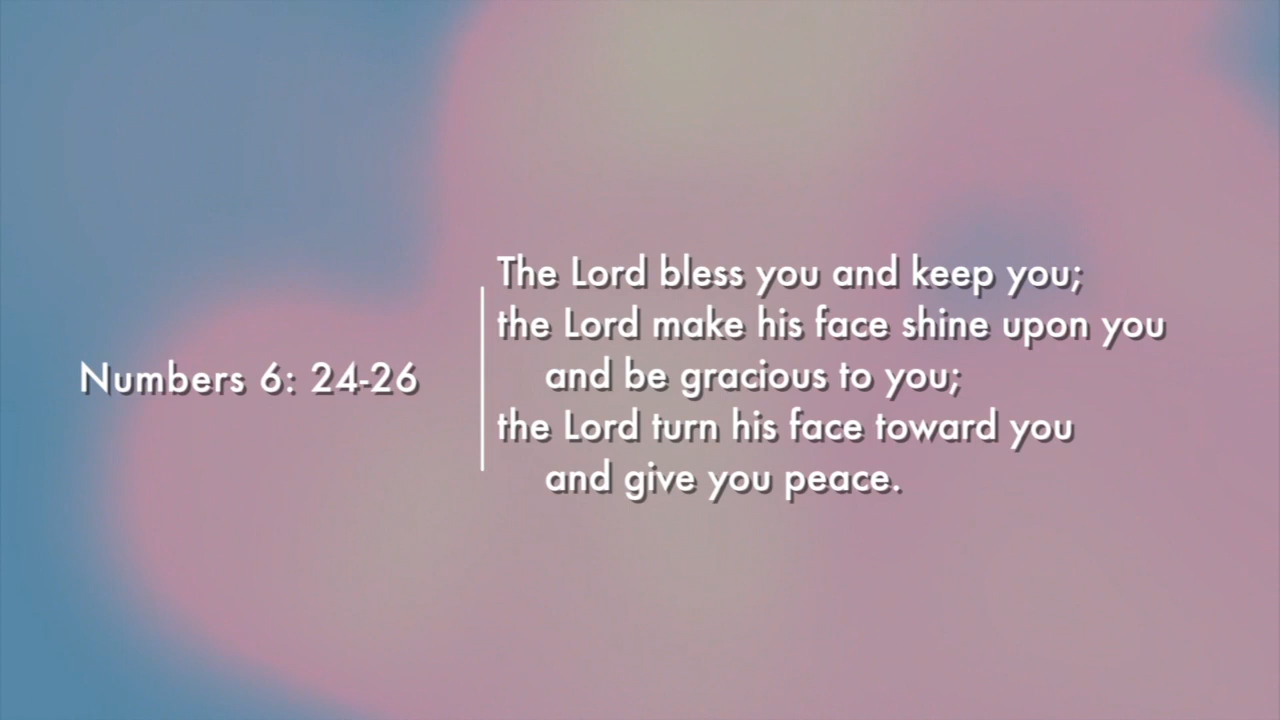 Numbers 6: 24-26
The Lord bless you and keep you;
the Lord make his face shine upon you
and be gracious to you;
the Lord turn his face toward you
and give you peace.